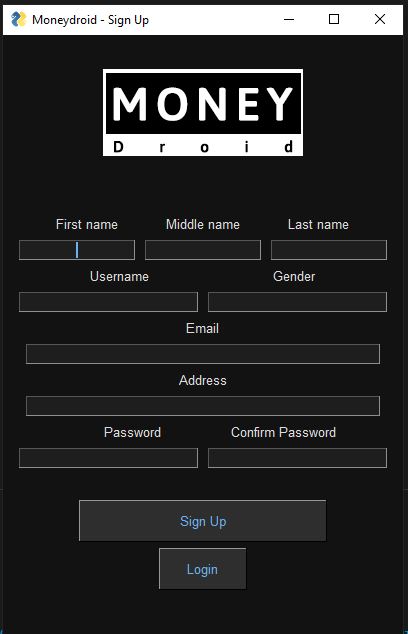 Moneydroid - Sign Up
MONEY
Droid
First name Middle name Last name
Username Gender
Email
Address
Password Confirm Password
Sign Up
Login